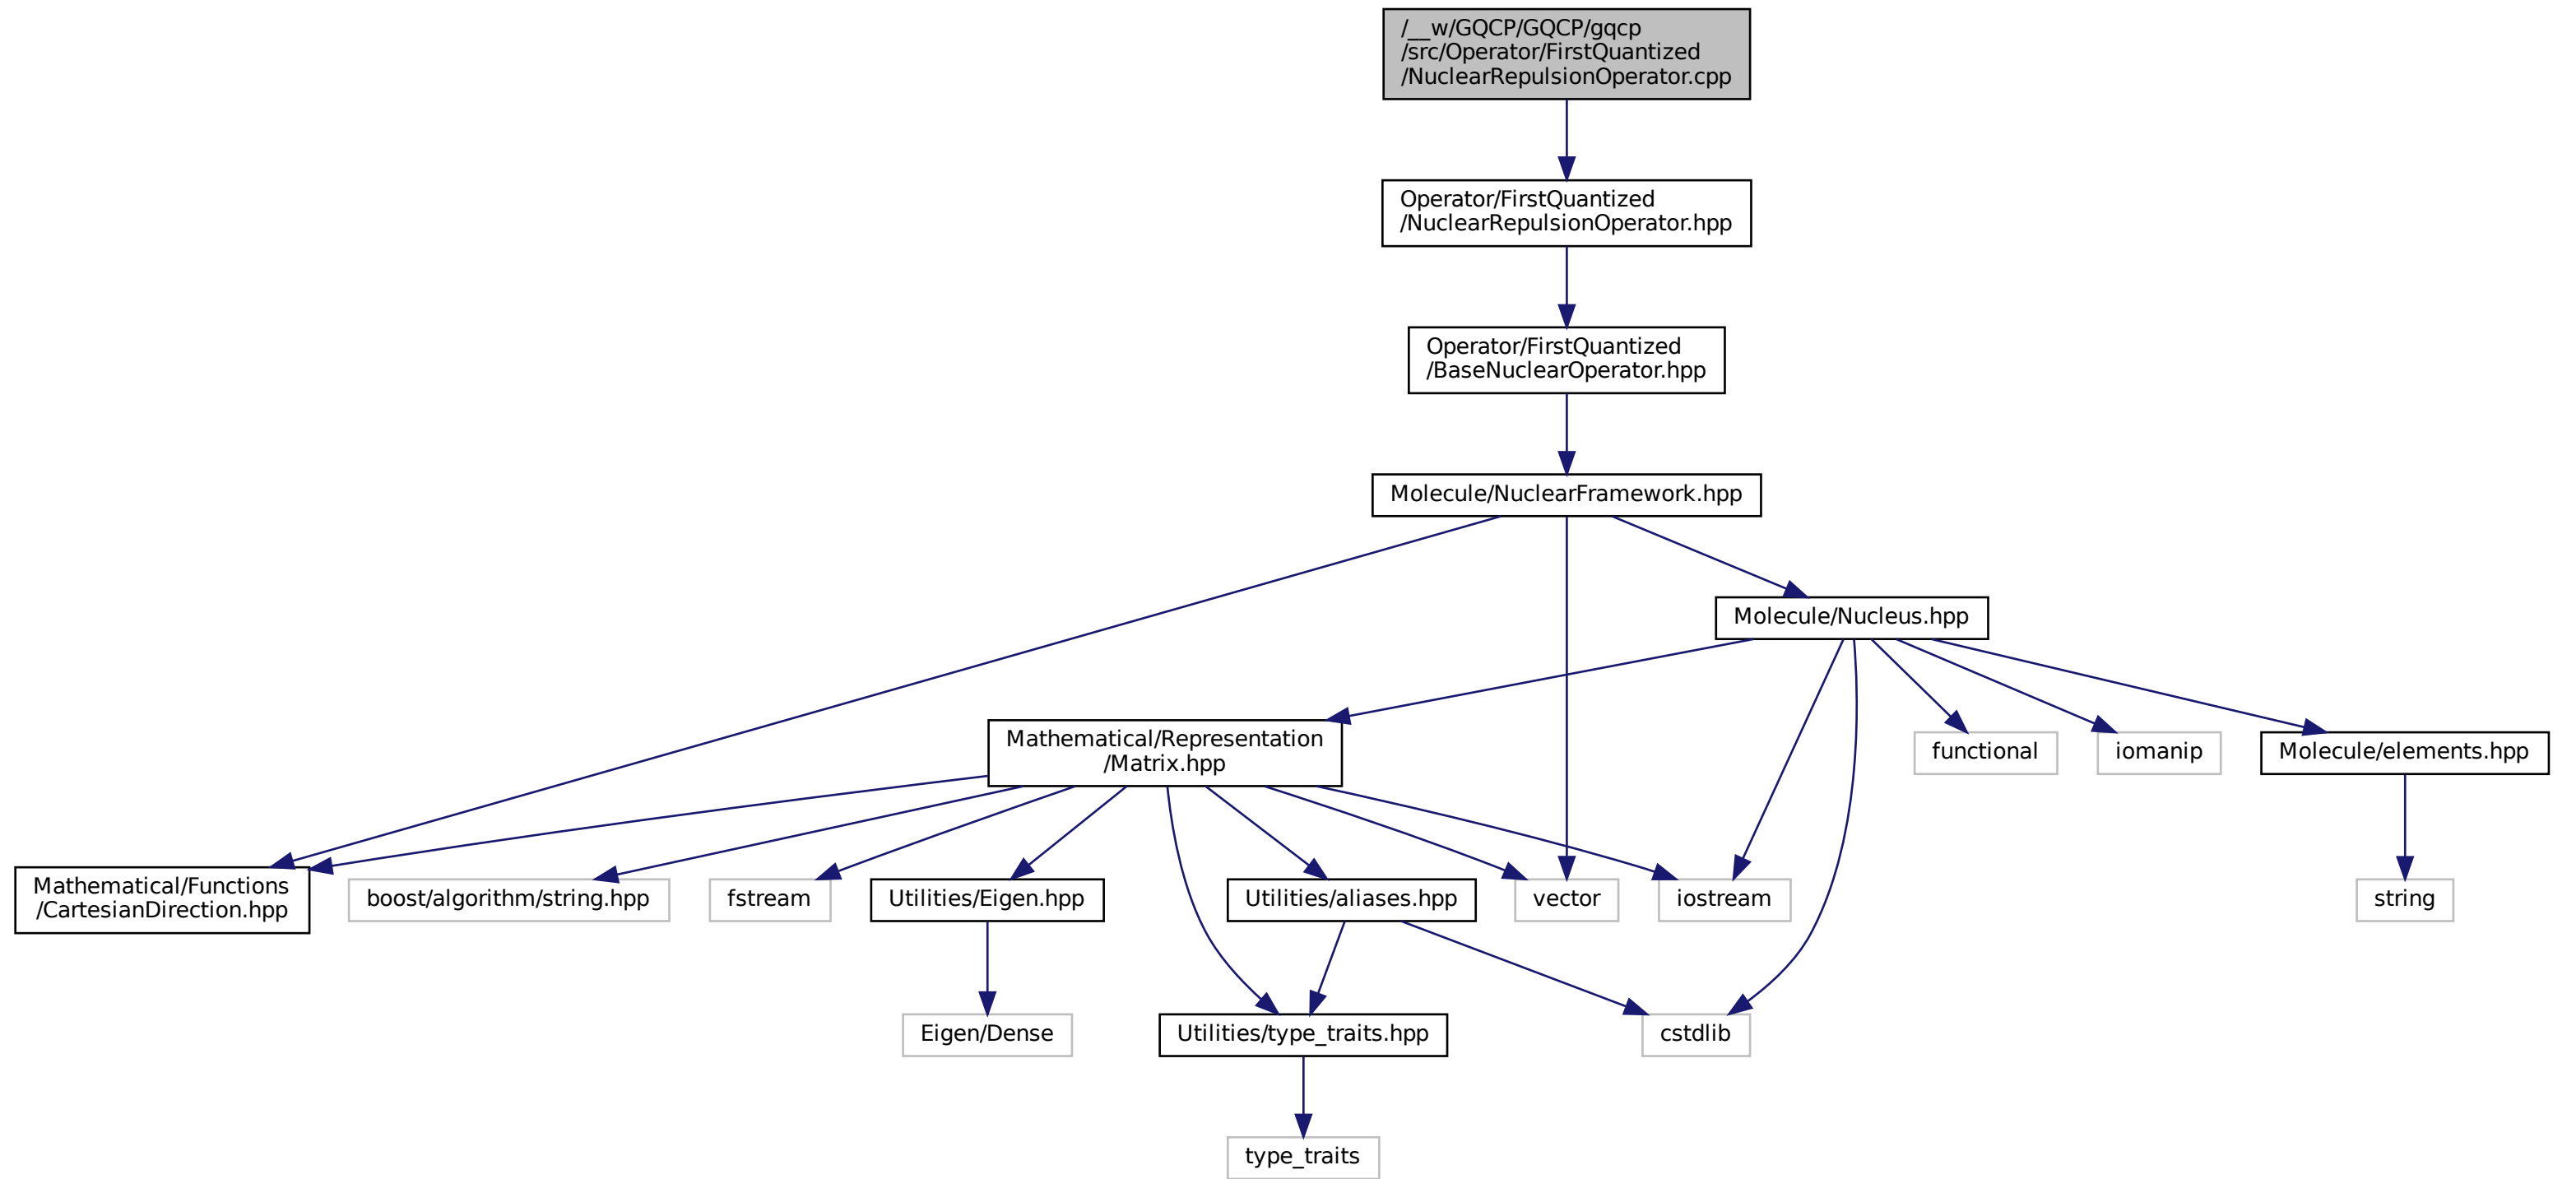 /__w/GQCP/GQCP/gqcp
/src/Operator/FirstQuantized
/NuclearRepulsionOperator.cpp
Operator/FirstQuantized
/NuclearRepulsionOperator.hpp
Operator/FirstQuantized
/BaseNuclearOperator.hpp
Molecule/NuclearFramework.hpp
Molecule/Nucleus.hpp
Mathematical/Representation
/Matrix.hpp
functional
iomanip
Molecule/elements.hpp
Mathematical/Functions
/CartesianDirection.hpp
boost/algorithm/string.hpp
fstream
Utilities/Eigen.hpp
Utilities/aliases.hpp
vector
iostream
string
Eigen/Dense
Utilities/type_traits.hpp
cstdlib
type_traits